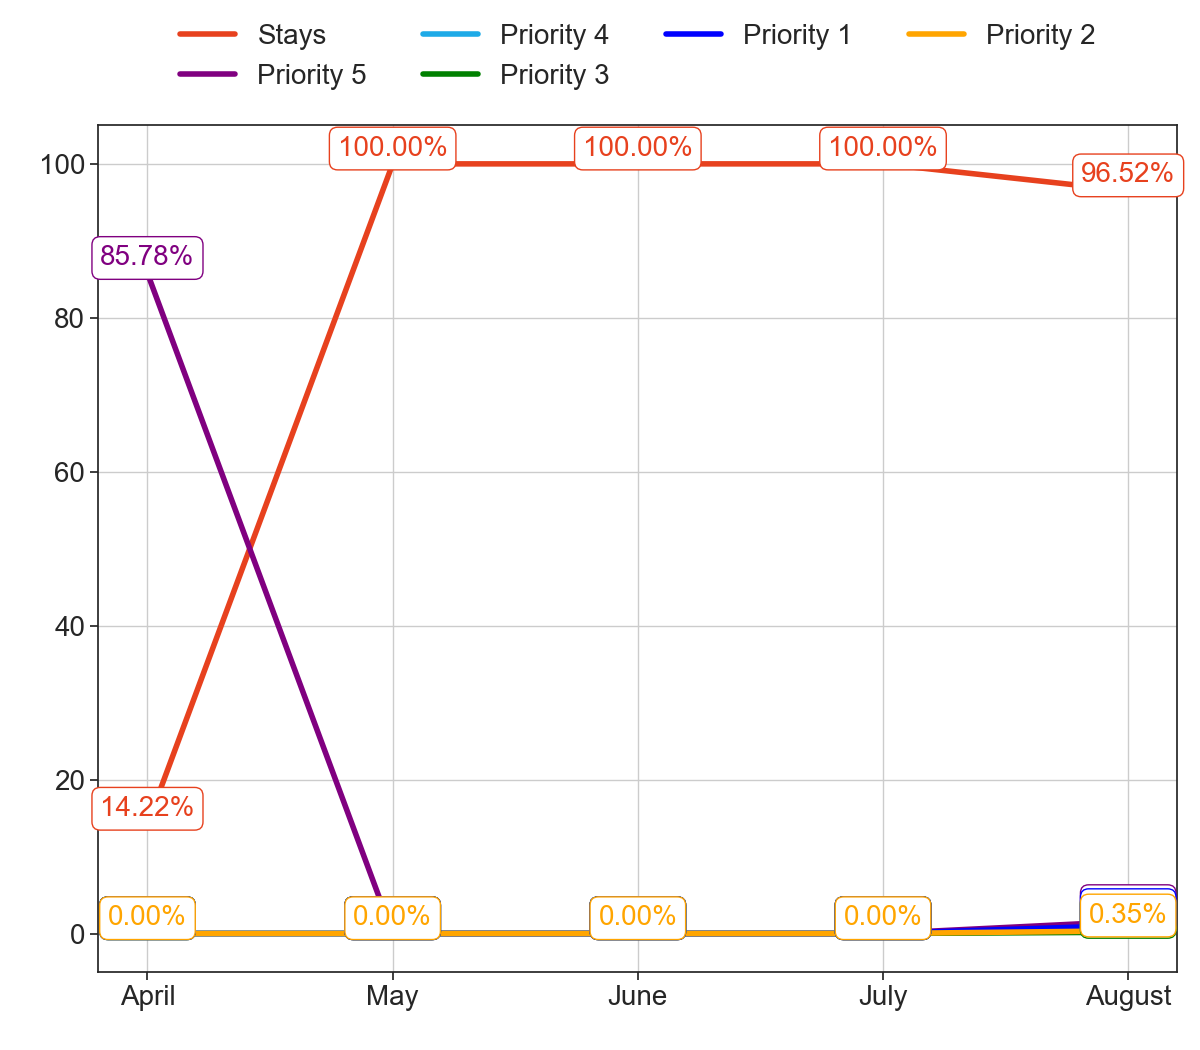 Stays Priority 4 Priority 1 Priority 2
Priority 5 Priority 3
100.00% 100.00% 100.00%
100
96.52%
85.78%
80
60
40
20
14.22%
0.00% 0.00% 0.00% 0.00% 0.35%
0
April May June July August